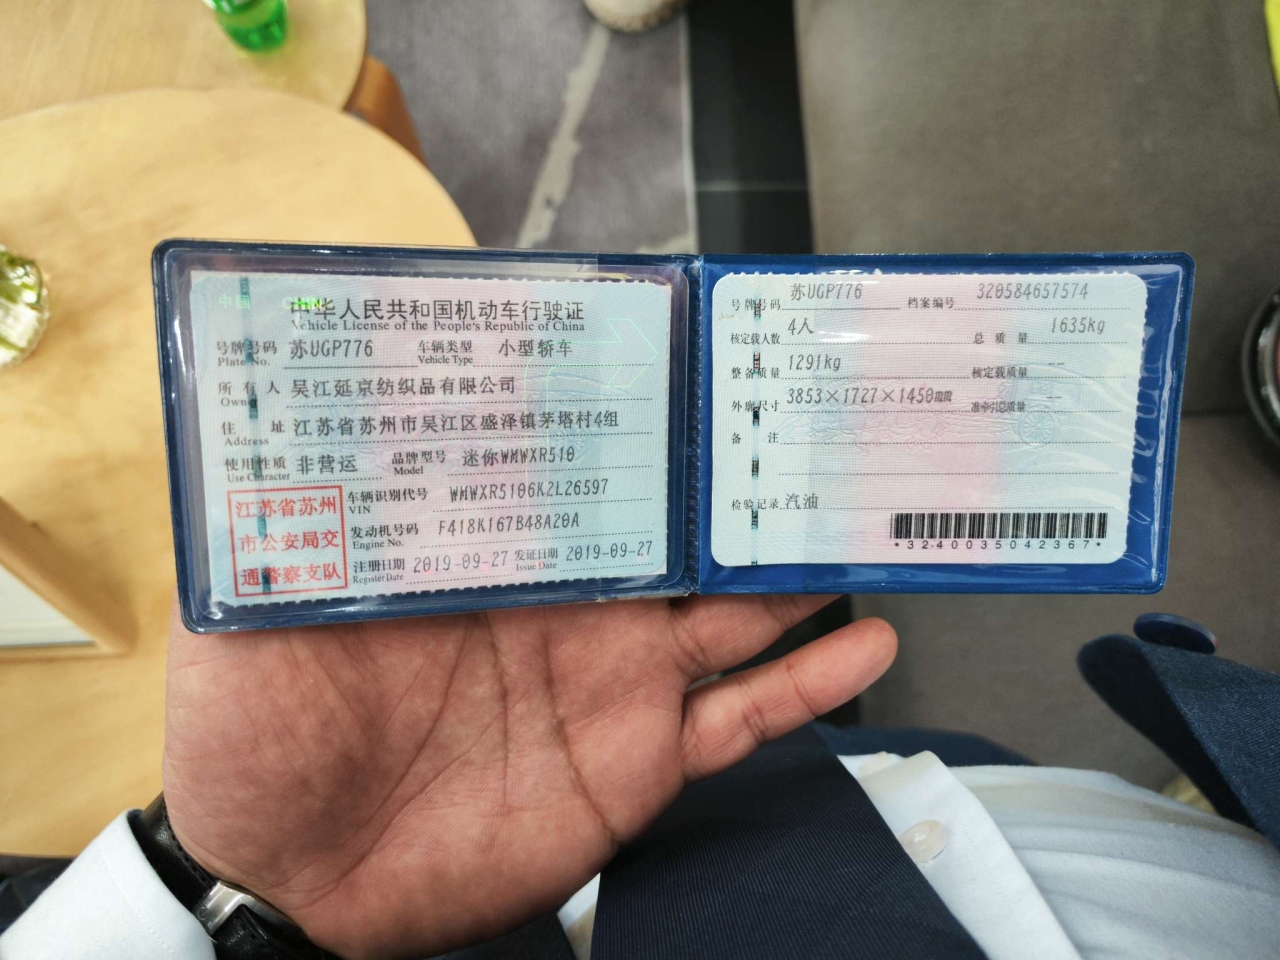 中国 CHINA
中华人民共和国机动车行驶证
Vehicle License of the People's Republic of China
号牌号码 苏UGP776 车辆类型 小型轿车
Plate No. Vehicle Type
所有人 吴江延京纺织品有限公司
Owner
住址 江苏省苏州市吴江区盛泽镇茅塔村4组
Address
使用性质 非营运 品牌型号 迷你WMWXR510
Use Character Model
江苏省苏州
市公安局交
通警察支队
车辆识别代号 WMWXR5106K2L26597
VIN
发动机号码 F418K167B48A20A
Engine No.
注册日期 2019-09-27 发证日期 2019-09-27
Register Date Issue Date
号牌号码 苏UGP776 档案编号 320584657574
核定载人数 4人 总质量 1635kg
整备质量 1291kg 核定载质量 --
外廓尺寸 3853×1727×1450mm 准牵引总质量 --
备注
检验记录 汽油
*3240035042367*